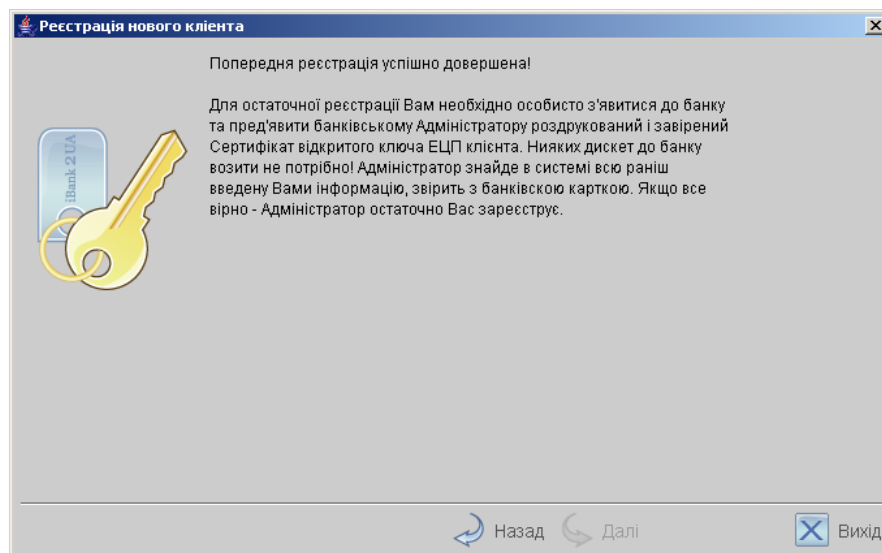 Реєстрація нового клієнта
Попередня реєстрація успішно довершена!
Для остаточної реєстрації Вам необхідно особисто з'явитися до банку
та пред'явити банківському Адміністратору роздрукований і завірений
Сертифікат відкритого ключа ЕЦП клієнта. Нияких дискет до банку
возити не потрібно! Адміністратор знайде в системі всю раніш
введену Вами інформацію, звірить з банківскою карткою. Якщо все
вірно - Адміністратор остаточно Вас зареєструє.
iBank 2 UA
Назад
Далі
Вихід